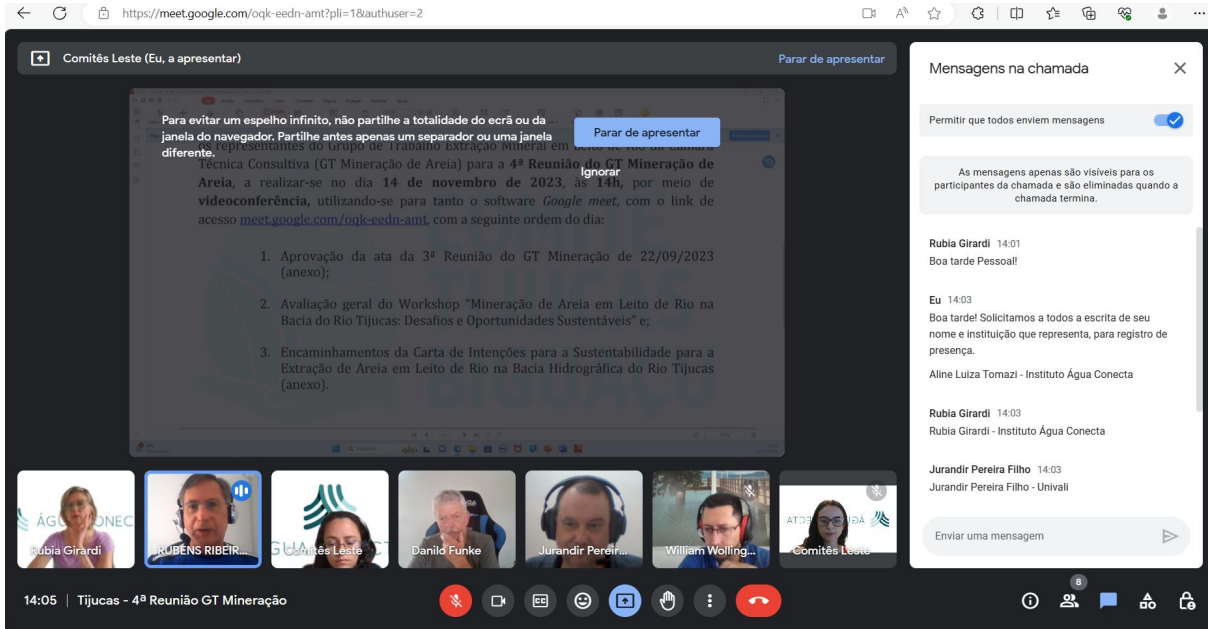 https://meet.google.com/oqk-eedn-amt?pli=1&authuser=2
Comitês Leste (Eu, a apresentar)
Parar de apresentar
Para evitar um espelho infinito, não partilhe a totalidade do ecrã ou da
janela do navegador. Partilhe antes apenas um separador ou uma janela
diferente.
Parar de apresentar
Ignorar
os representantes do Grupo de Trabalho Extração Mineral em Leito de Rio da Câmara
Técnica Consultiva (GT Mineração de Areia) para a 4ª Reunião do GT Mineração de
Areia, a realizar-se no dia 14 de novembro de 2023, às 14h, por meio de
videoconferência, utilizando-se para tanto o software Google meet, com o link de
acesso meet.google.com/oqk-eedn-amt, com a seguinte ordem do dia:
1. Aprovação da ata da 3ª Reunião do GT Mineração de 22/09/2023
(anexo);
2. Avaliação geral do Workshop "Mineração de Areia em Leito de Rio na
Bacia do Rio Tijucas: Desafios e Oportunidades Sustentáveis" e;
3. Encaminhamentos da Carta de Intenções para a Sustentabilidade para a
Extração de Areia em Leito de Rio na Bacia Hidrográfica do Rio Tijucas
(anexo).
Rubia Girardi
RUBENS RIBEIR...
Comitês Leste
Danilo Funke
Jurandir Pereir...
William Wolling...
Comitês Leste
14:05 | Tijucas - 4ª Reunião GT Mineração
8
Mensagens na chamada
Permitir que todos enviem mensagens
As mensagens apenas são visíveis para os
participantes da chamada e são eliminadas quando a
chamada termina.
Rubia Girardi 14:01
Boa tarde Pessoal!
Eu 14:03
Boa tarde! Solicitamos a todos a escrita de seu
nome e instituição que representa, para registro de
presença.
Aline Luiza Tomazi - Instituto Água Conecta
Rubia Girardi 14:03
Rubia Girardi - Instituto Água Conecta
Jurandir Pereira Filho 14:03
Jurandir Pereira Filho - Univali
Enviar uma mensagem